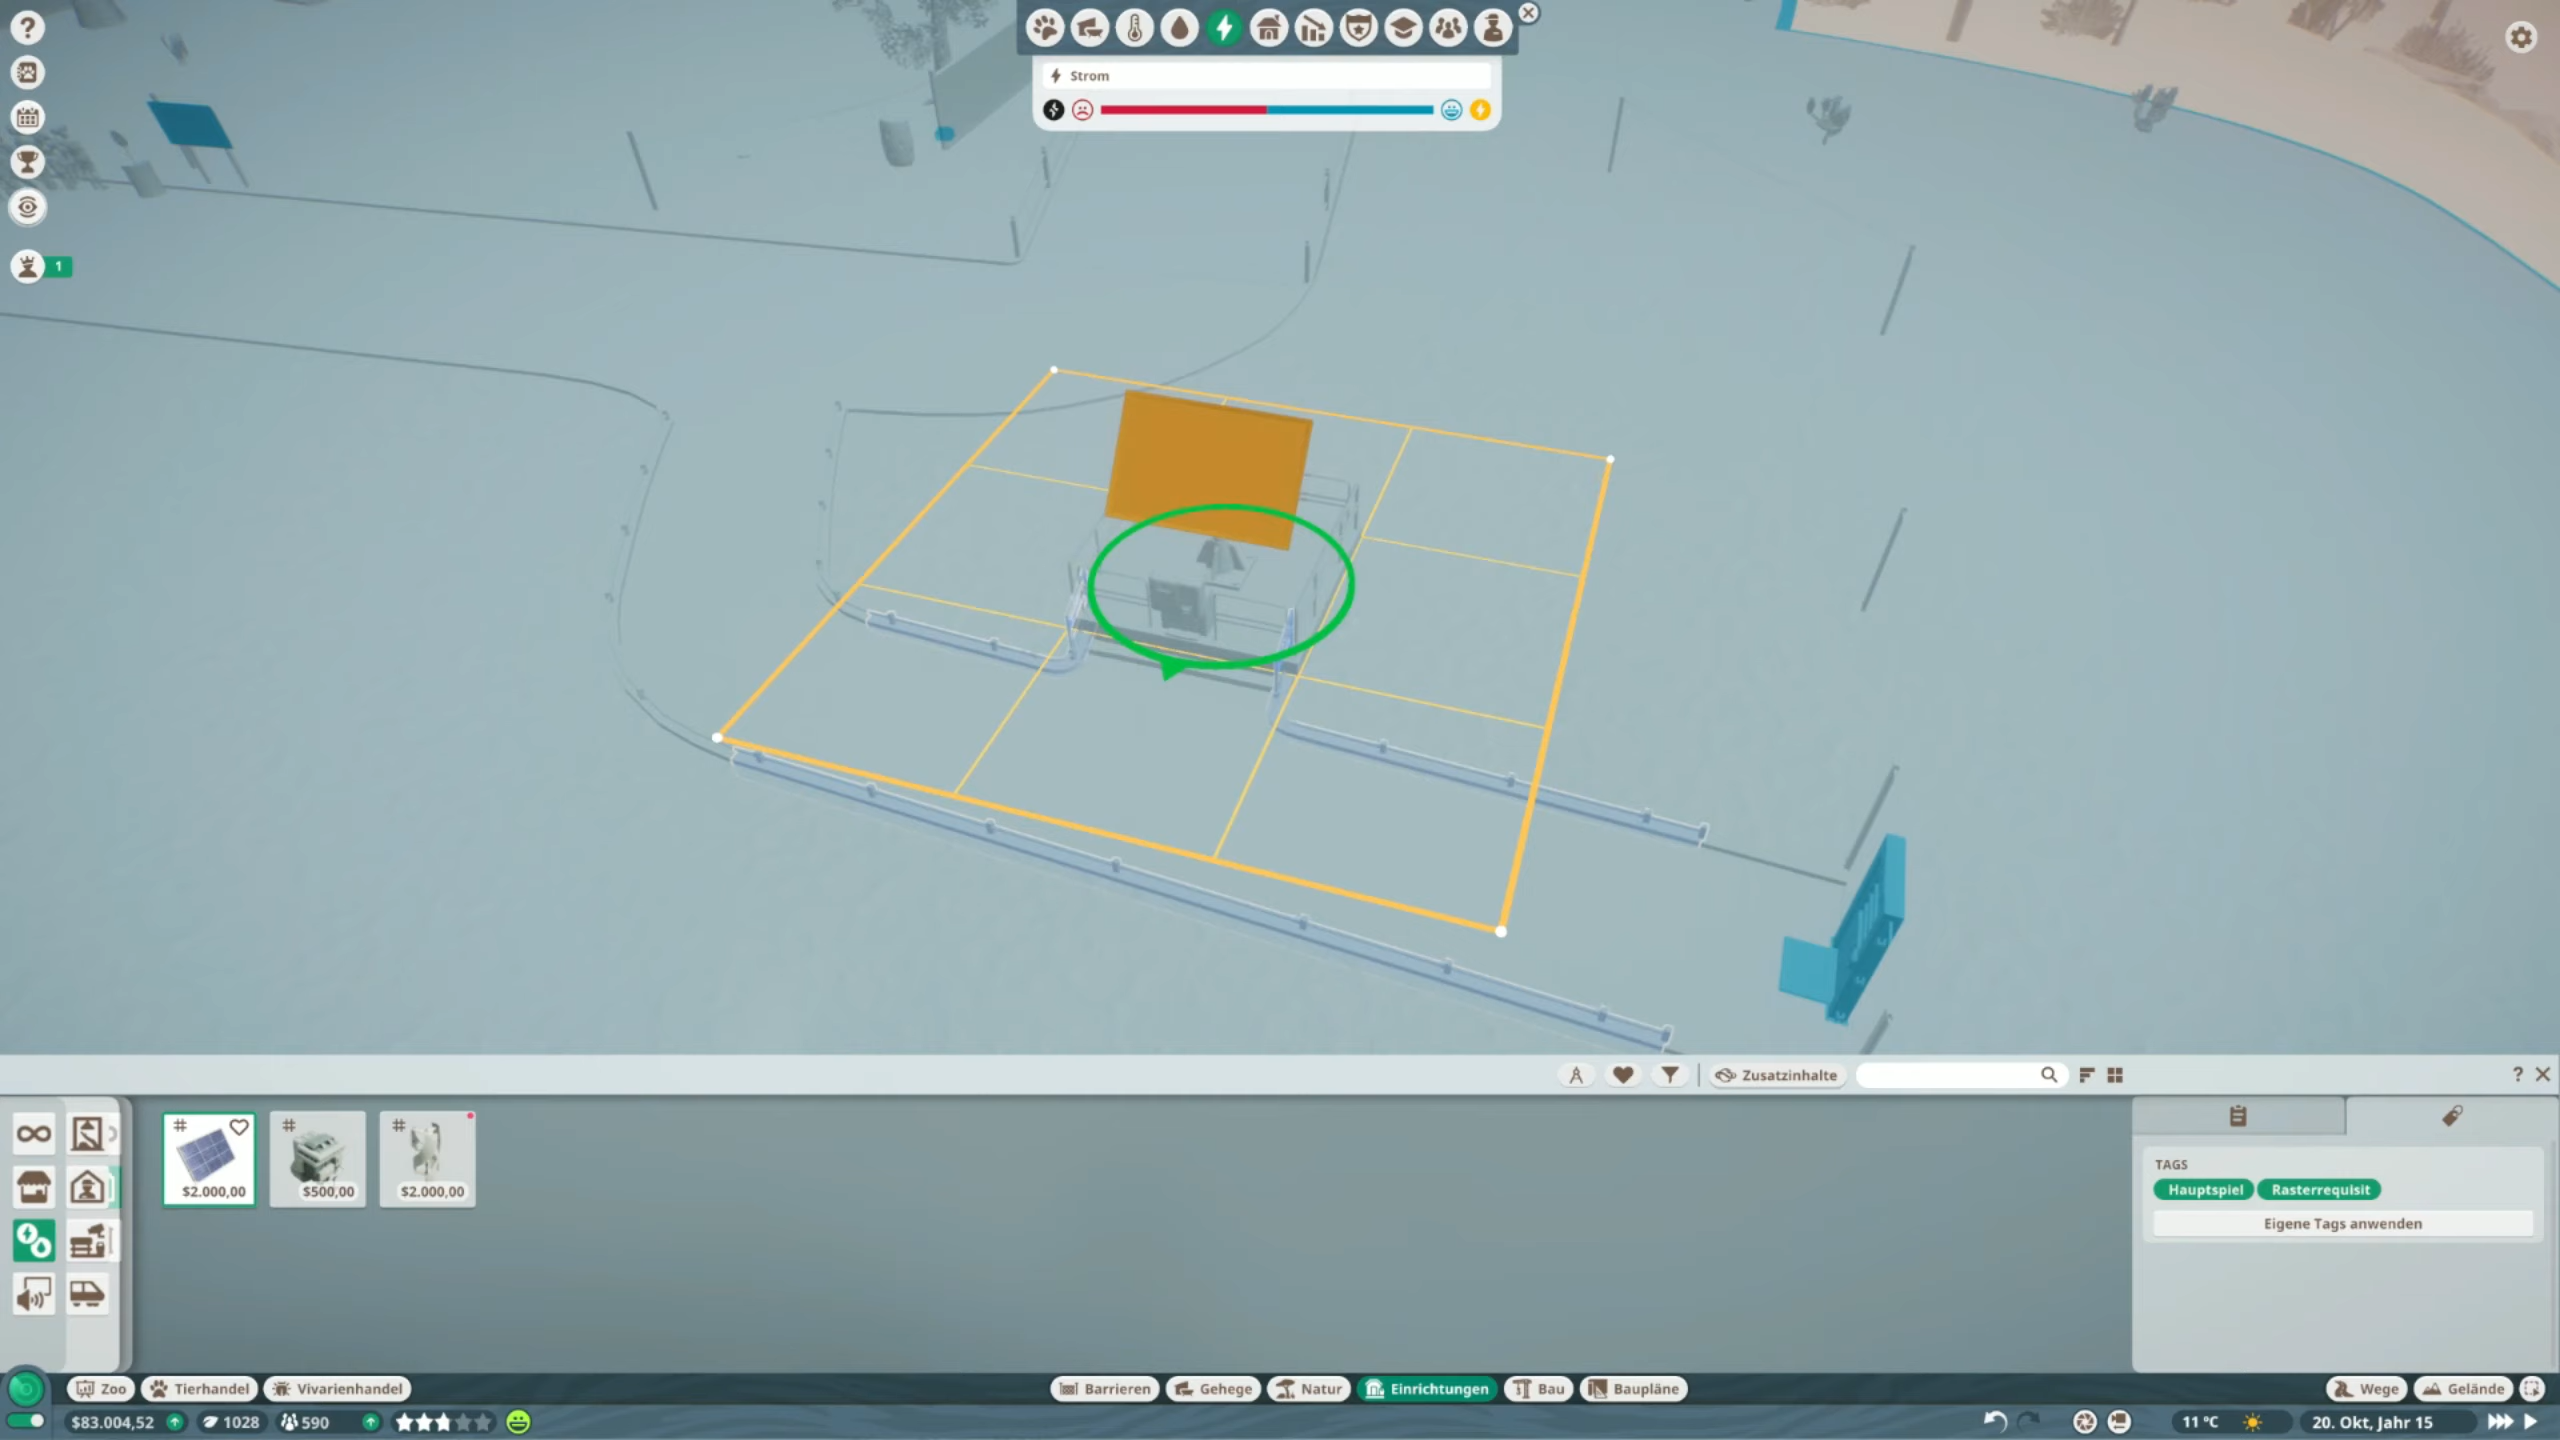 Strom
1
Zusatzinhalte
?
$2.000,00
$500,00
$2.000,00
TAGS
Hauptspiel Rasterrequisit
Eigene Tags anwenden
Zoo Tierhandel Vivarienhandel Barrieren Gehege Natur Einrichtungen Bau Baupläne Wege Gelände
$83.004,52 1028 590 11 °C 20. Okt, Jahr 15